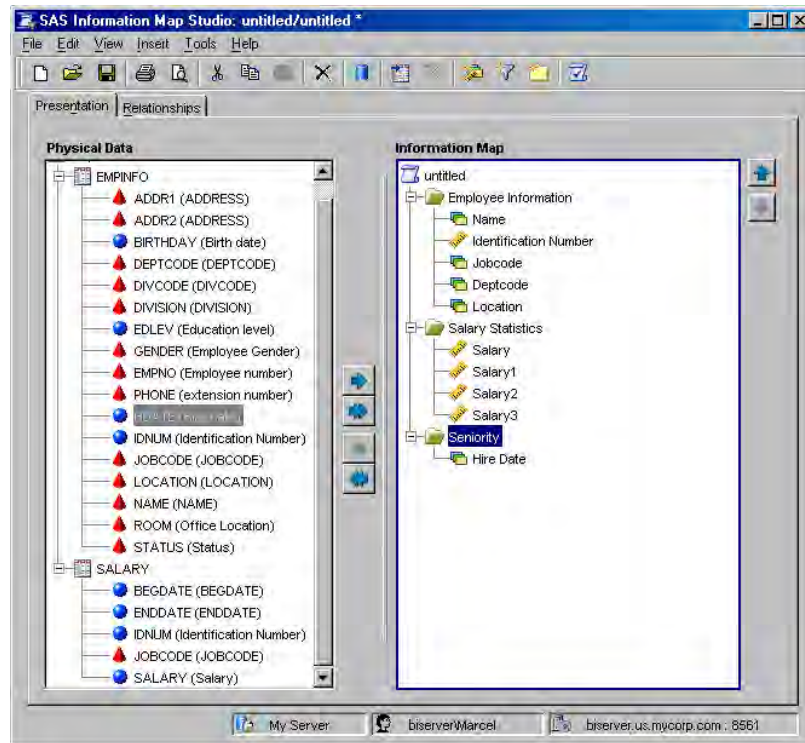 SAS Information Map Studio: untitled/untitled *
File Edit View Insert Tools Help
Presentation Relationships
Physical Data
EMPINFO
ADDR1 (ADDRESS)
ADDR2 (ADDRESS)
BIRTHDAY (Birth date)
DEPTCODE (DEPTCODE)
DIVCODE (DIVCODE)
DIVISION (DIVISION)
EDLEV (Education level)
GENDER (Employee Gender)
EMPNO (Employee number)
PHONE (extension number)
IDNUM (Identification Number)
JOBCODE (JOBCODE)
LOCATION (LOCATION)
NAME (NAME)
ROOM (Office Location)
STATUS (Status)
SALARY
BEGDATE (BEGDATE)
ENDDATE (ENDDATE)
IDNUM (Identification Number)
JOBCODE (JOBCODE)
SALARY (Salary)
Information Map
untitled
Employee Information
Name
Identification Number
Jobcode
Deptcode
Location
Salary Statistics
Salary
Salary1
Salary2
Salary3
Seniority
Hire Date
My Server
biserver\Marcel
biserver.us.mycorp.com : 8561